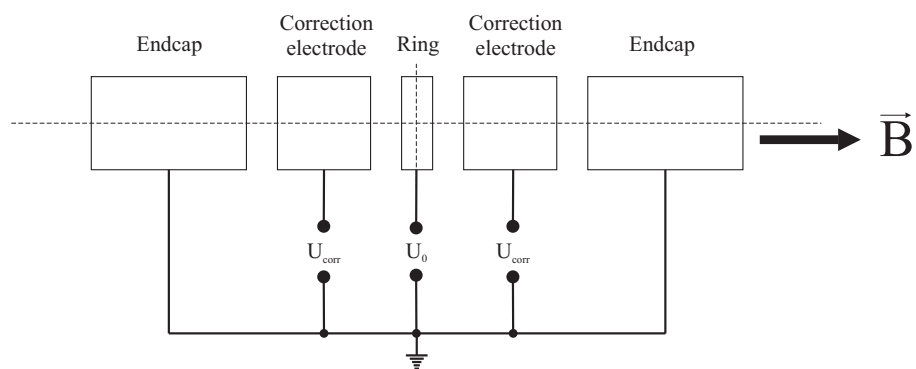 Endcap
Correction
electrode
Ring
Correction
electrode
Endcap
B
U_corr
U_0
U_corr